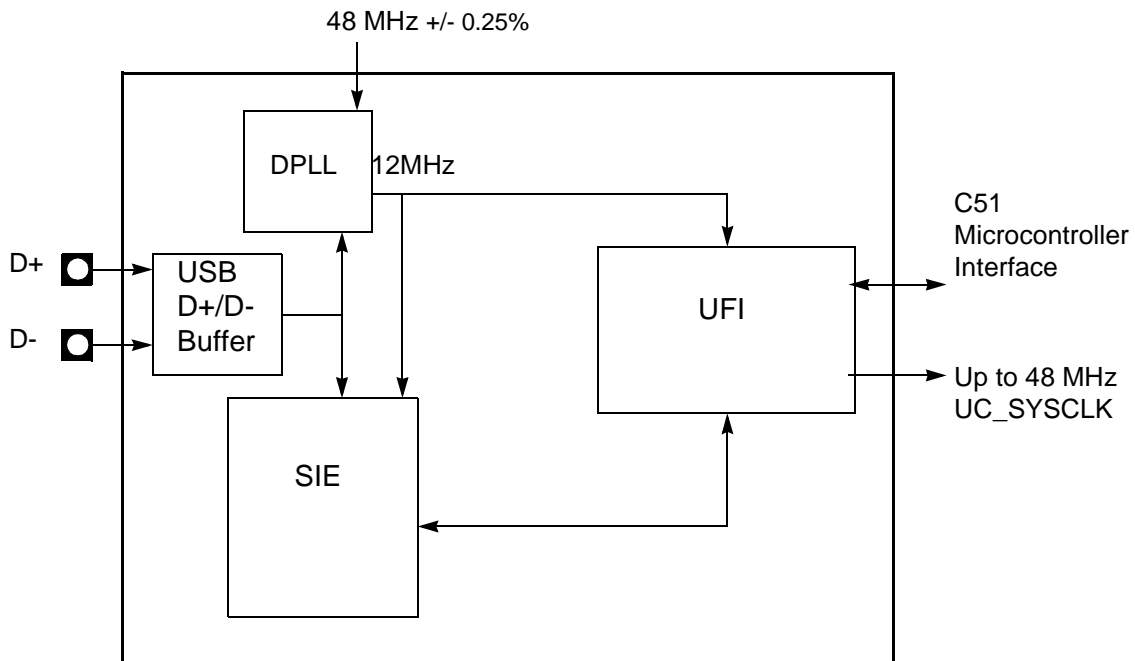 48 MHz +/- 0.25%
DPLL
12MHz
C51
Microcontroller
Interface
D+
USB
D+/D-
Buffer
UFI
D-
Up to 48 MHz
UC_SYSCLK
SIE